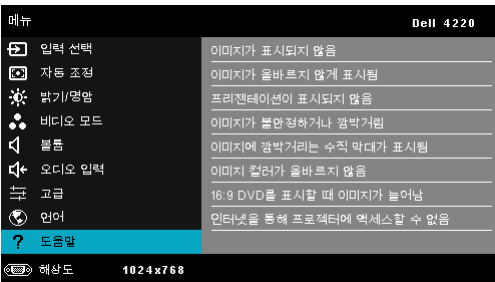 메뉴
Dell 4220
입력 선택
자동 조정
밝기/명암
비디오 모드
볼륨
오디오 입력
고급
언어
도움말
이미지가 표시되지 않음
이미지가 올바르지 않게 표시됨
프리젠테이션이 표시되지 않음
이미지가 불안정하거나 깜박거림
이미지에 깜박거리는 수직 막대가 표시됨
이미지 컬러가 올바르지 않음
16:9 DVD를 표시할 때 이미지가 늘어남
인터넷을 통해 프로젝터에 액세스할 수 없음
해상도
1024x768